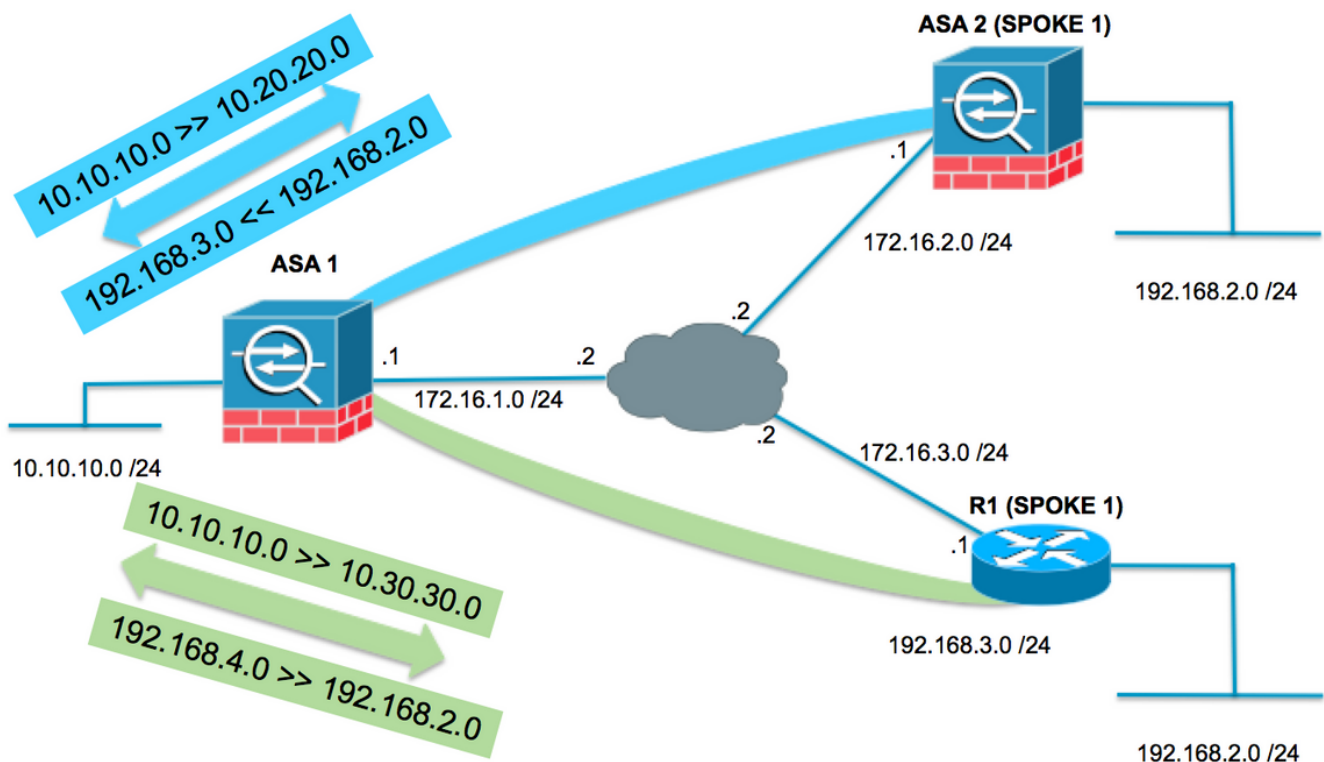 ASA 2 (SPOKE 1)
10.10.10.0 >> 10.20.20.0
192.168.3.0 << 192.168.2.0
.1
172.16.2.0 /24
192.168.2.0 /24
ASA 1
.2
.1
.2
172.16.1.0 /24
.2
10.10.10.0 /24
172.16.3.0 /24
R1 (SPOKE 1)
.1
10.10.10.0 >> 10.30.30.0
192.168.4.0 >> 192.168.2.0
192.168.3.0 /24
192.168.2.0 /24